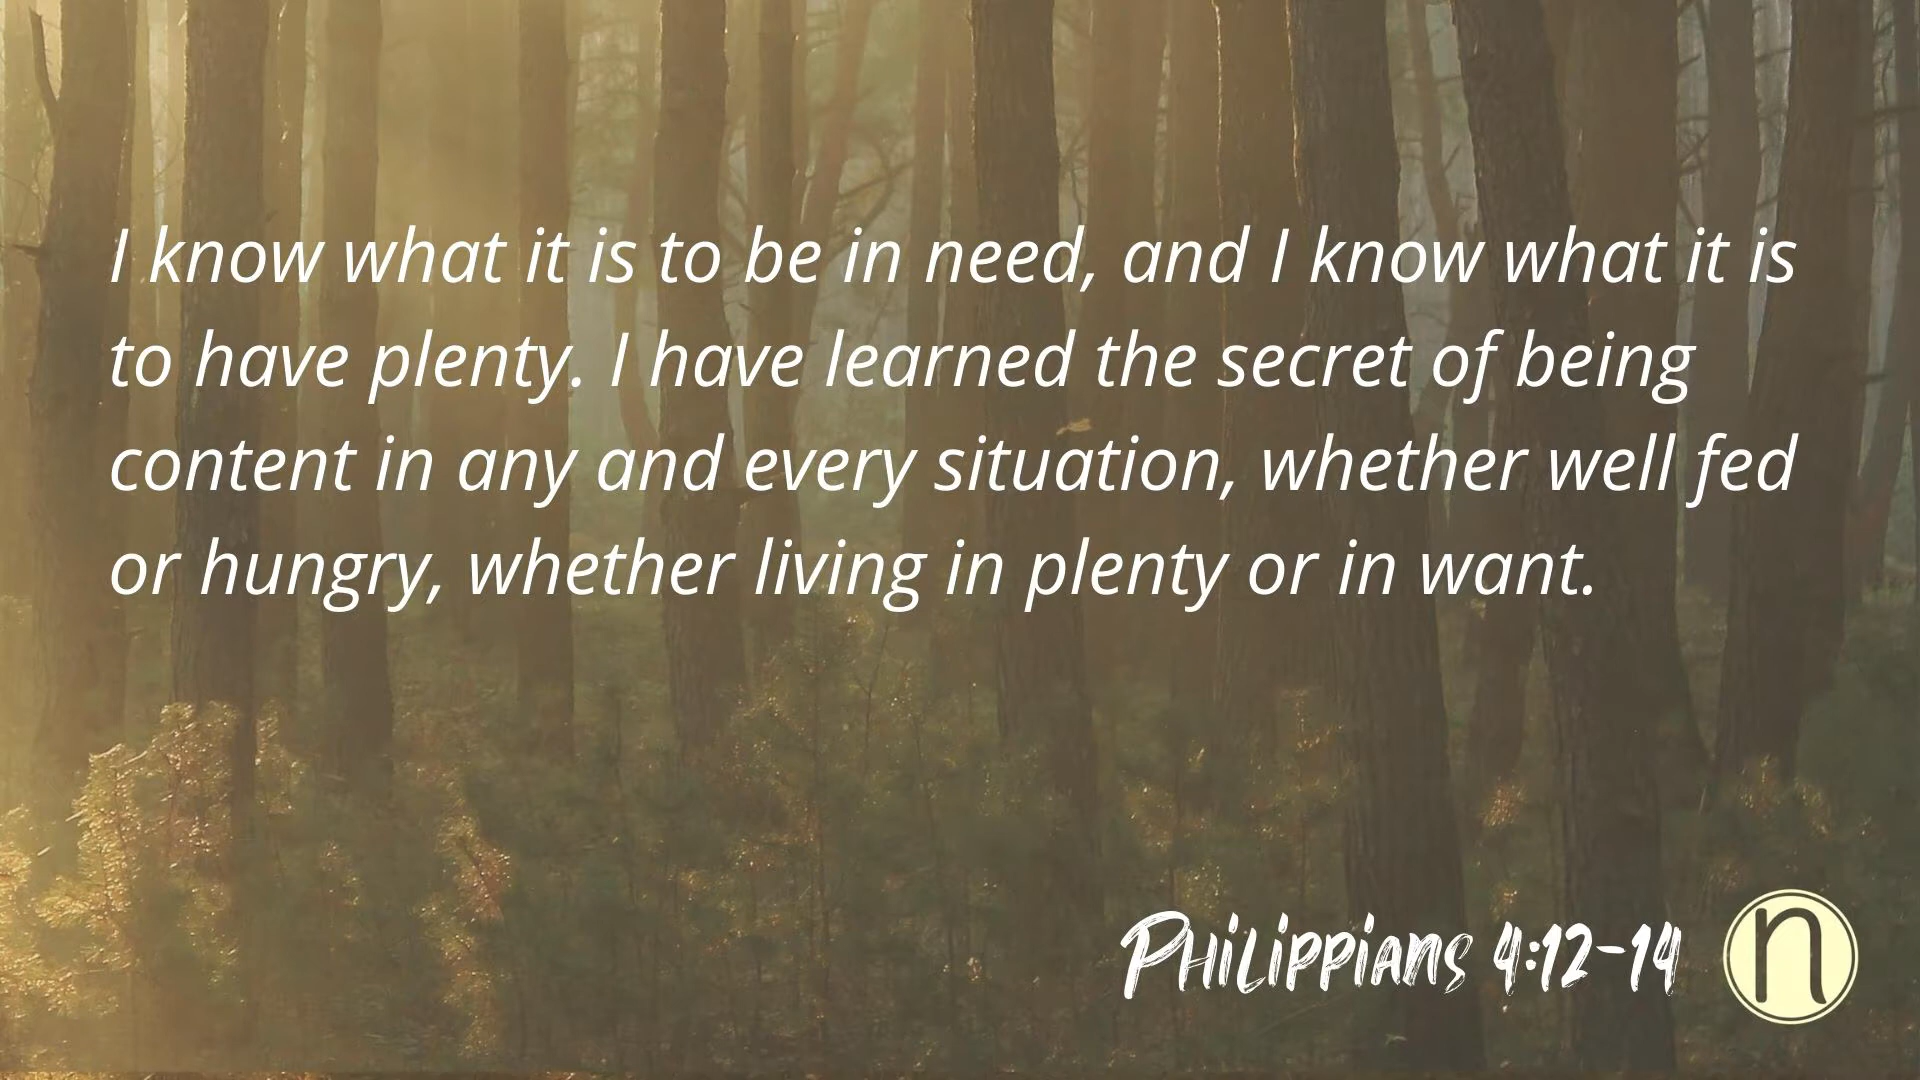 I know what it is to be in need, and I know what it is
to have plenty. I have learned the secret of being
content in any and every situation, whether well fed
or hungry, whether living in plenty or in want.
Philippians 4:12-14
n